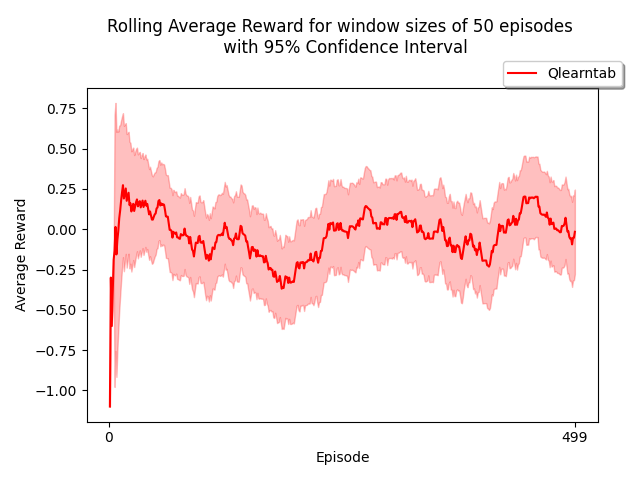 Rolling Average Reward for window sizes of 50 episodes
with 95% Confidence Interval
Qlearntab
0.75
0.50
0.25
0.00
−0.25
−0.50
−0.75
−1.00
Average Reward
0
499
Episode